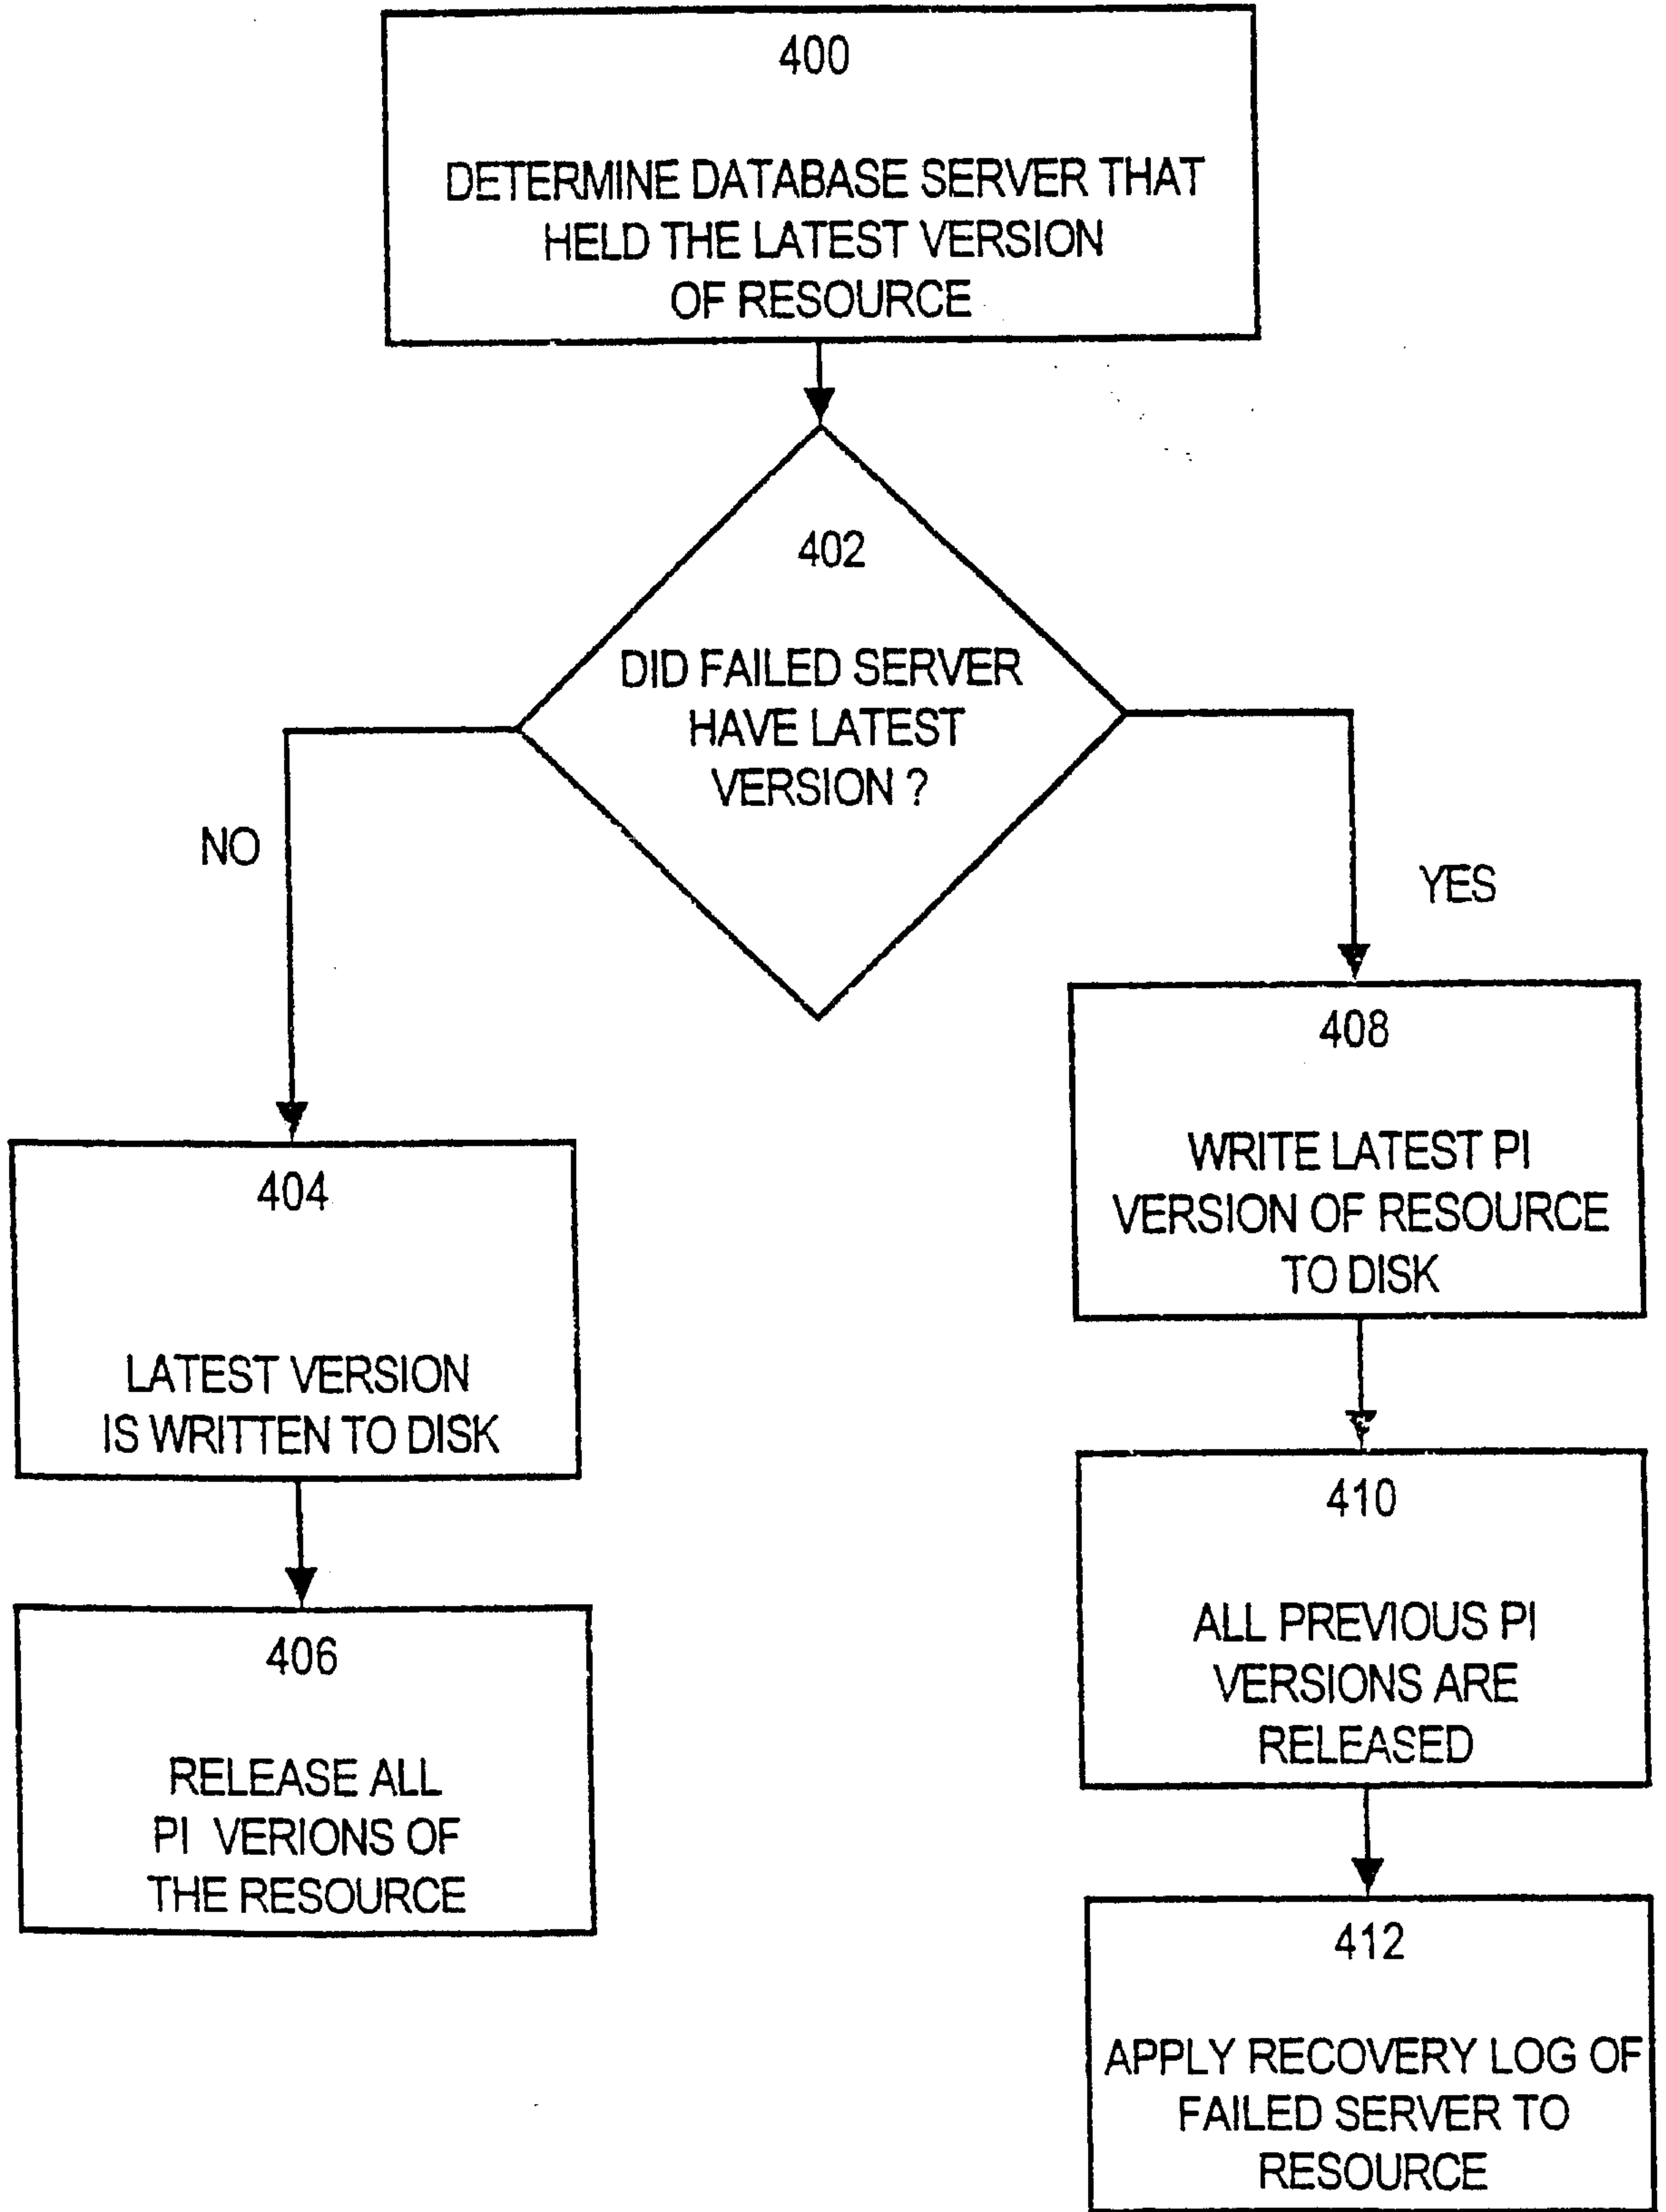 400
DETERMINE DATABASE SERVER THAT
HELD THE LATEST VERSION
OF RESOURCE
402
DID FAILED SERVER
HAVE LATEST
VERSION ?
NO
YES
404
LATEST VERSION
IS WRITTEN TO DISK
406
RELEASE ALL
PI VERIONS OF
THE RESOURCE
408
WRITE LATEST PI
VERSION OF RESOURCE
TO DISK
410
ALL PREVIOUS PI
VERSIONS ARE
RELEASED
412
APPLY RECOVERY LOG OF
FAILED SERVER TO
RESOURCE